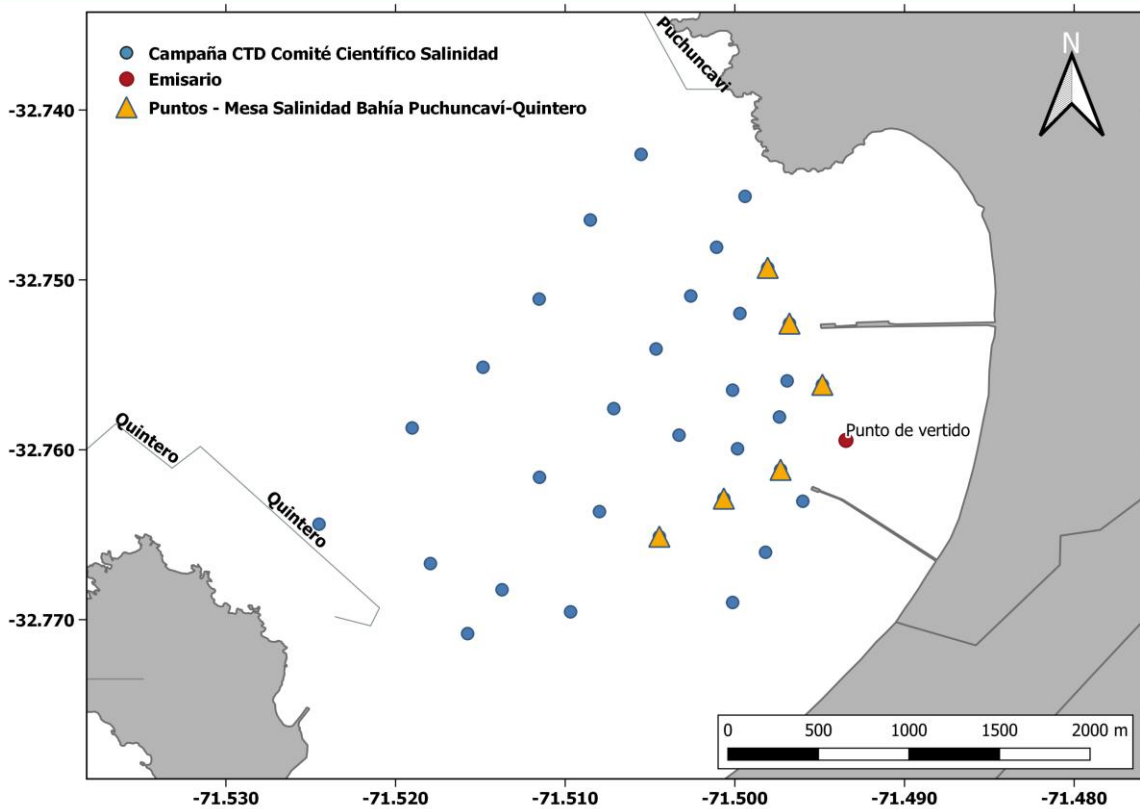 Campaña CTD Comité Científico Salinidad
Emisario
Puntos - Mesa Salinidad Bahía Puchuncaví-Quintero
Puchuncaví
N
-32.740
-32.750
-32.760
-32.770
Quintero
Quintero
Punto de vertido
0 500 1000 1500 2000 m
-71.530 -71.520 -71.510 -71.500 -71.490 -71.480